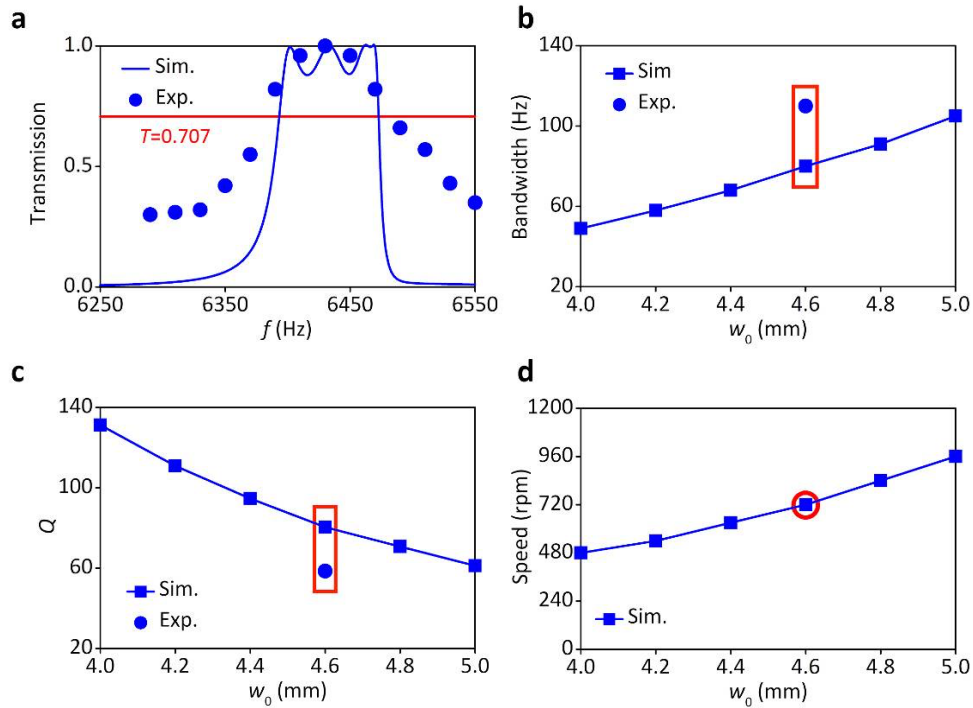 a
1.0
0.5
0.0
Transmission
Sim.
Exp.
T=0.707
6250 6350 6450 6550
f (Hz)
b
140
100
60
20
Bandwidth (Hz)
Sim
Exp.
4.0 4.2 4.4 4.6 4.8 5.0
w0 (mm)
c
140
100
60
20
Q
Sim.
Exp.
4.0 4.2 4.4 4.6 4.8 5.0
w0 (mm)
d
1200
960
720
480
240
0
Speed (rpm)
Sim.
4.0 4.2 4.4 4.6 4.8 5.0
w0 (mm)